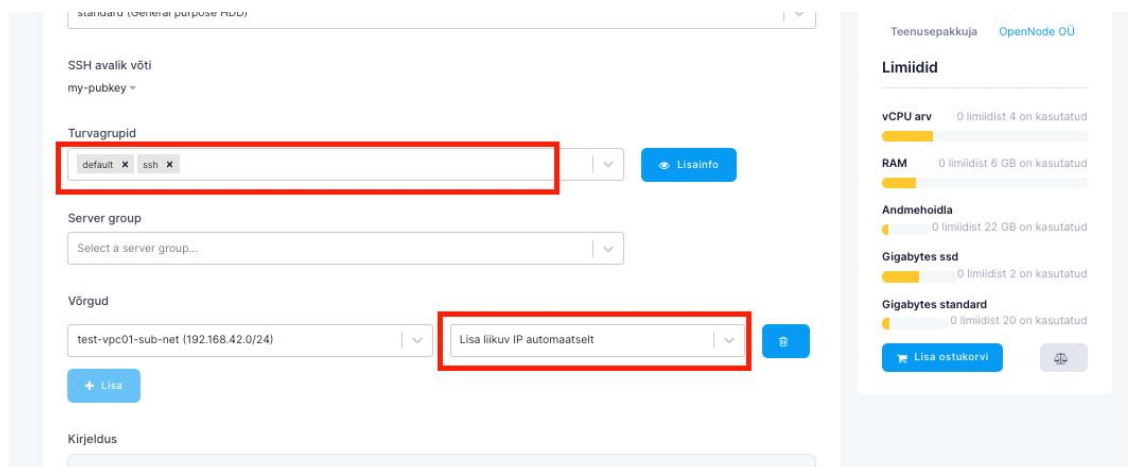 standard (General purpose HDD)
SSH avalik võti
my-pubkey
Turvagrupid
default × ssh ×
Lisainfo
Server group
Select a server group...
Võrgud
test-vpc01-sub-net (192.168.42.0/24)
Lisa liikuv IP automaatselt
+ Lisa
Kirjeldus
Teenusepakkuja OpenNode OÜ
Limiidid
vCPU arv 0 limiidist 4 on kasutatud
RAM 0 limiidist 6 GB on kasutatud
Andmehoidla
0 limiidist 22 GB on kasutatud
Gigabytes ssd
0 limiidist 2 on kasutatud
Gigabytes standard
0 limiidist 20 on kasutatud
Lisa ostukorvi